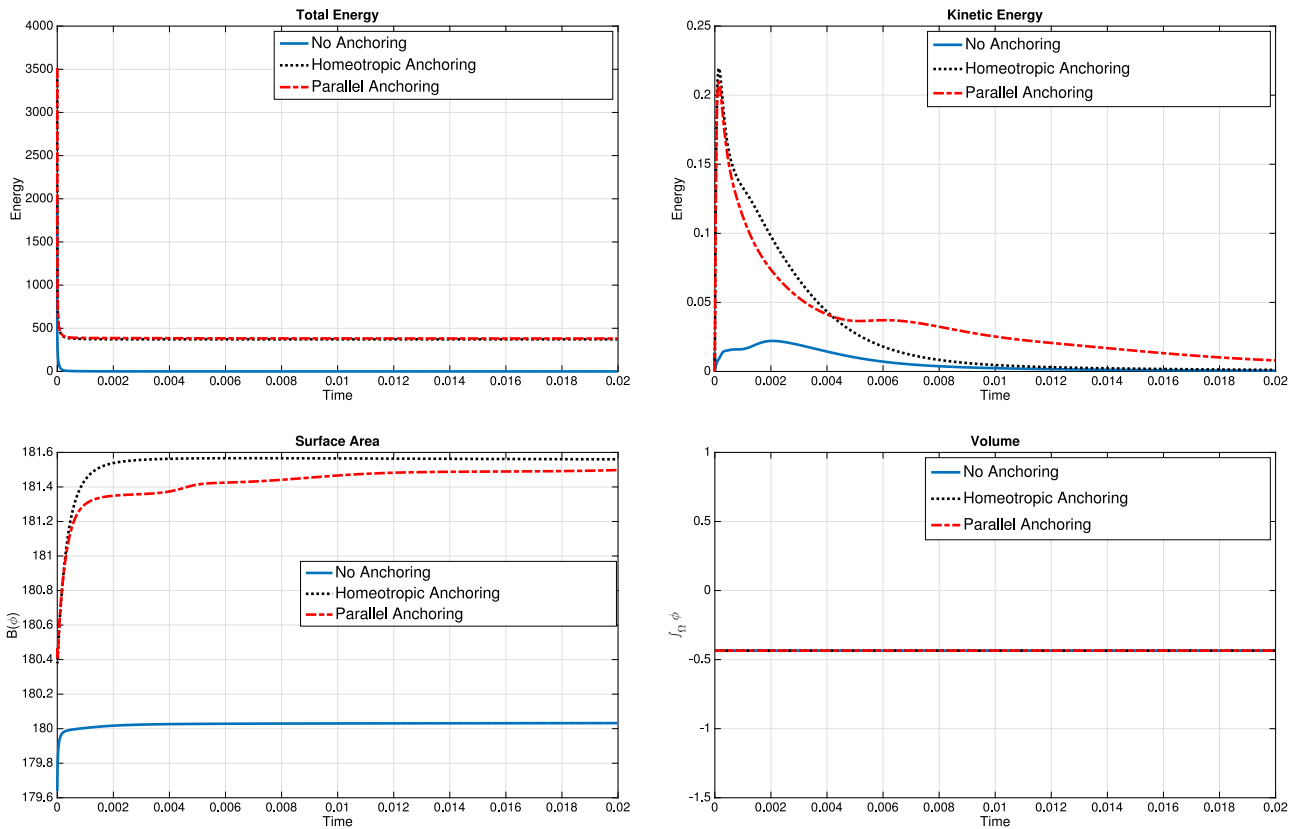 Total Energy
4000
3500
3000
2500
2000
1500
1000
500
0
Energy
No Anchoring
Homeotropic Anchoring
Parallel Anchoring
0 0.002 0.004 0.006 0.008 0.01 0.012 0.014 0.016 0.018 0.02
Time
Kinetic Energy
0.25
0.2
0.15
0.1
0.05
0
Energy
No Anchoring
Homeotropic Anchoring
Parallel Anchoring
0 0.002 0.004 0.006 0.008 0.01 0.012 0.014 0.016 0.018 0.02
Time
Surface Area
181.6
181.4
181.2
181
180.8
180.6
180.4
180.2
180
179.8
179.6
B(ϕ)
No Anchoring
Homeotropic Anchoring
Parallel Anchoring
0 0.002 0.004 0.006 0.008 0.01 0.012 0.014 0.016 0.018 0.02
Time
Volume
1
0.5
0
-0.5
-1
-1.5
∫_Ω ϕ
No Anchoring
Homeotropic Anchoring
Parallel Anchoring
0 0.002 0.004 0.006 0.008 0.01 0.012 0.014 0.016 0.018 0.02
Time